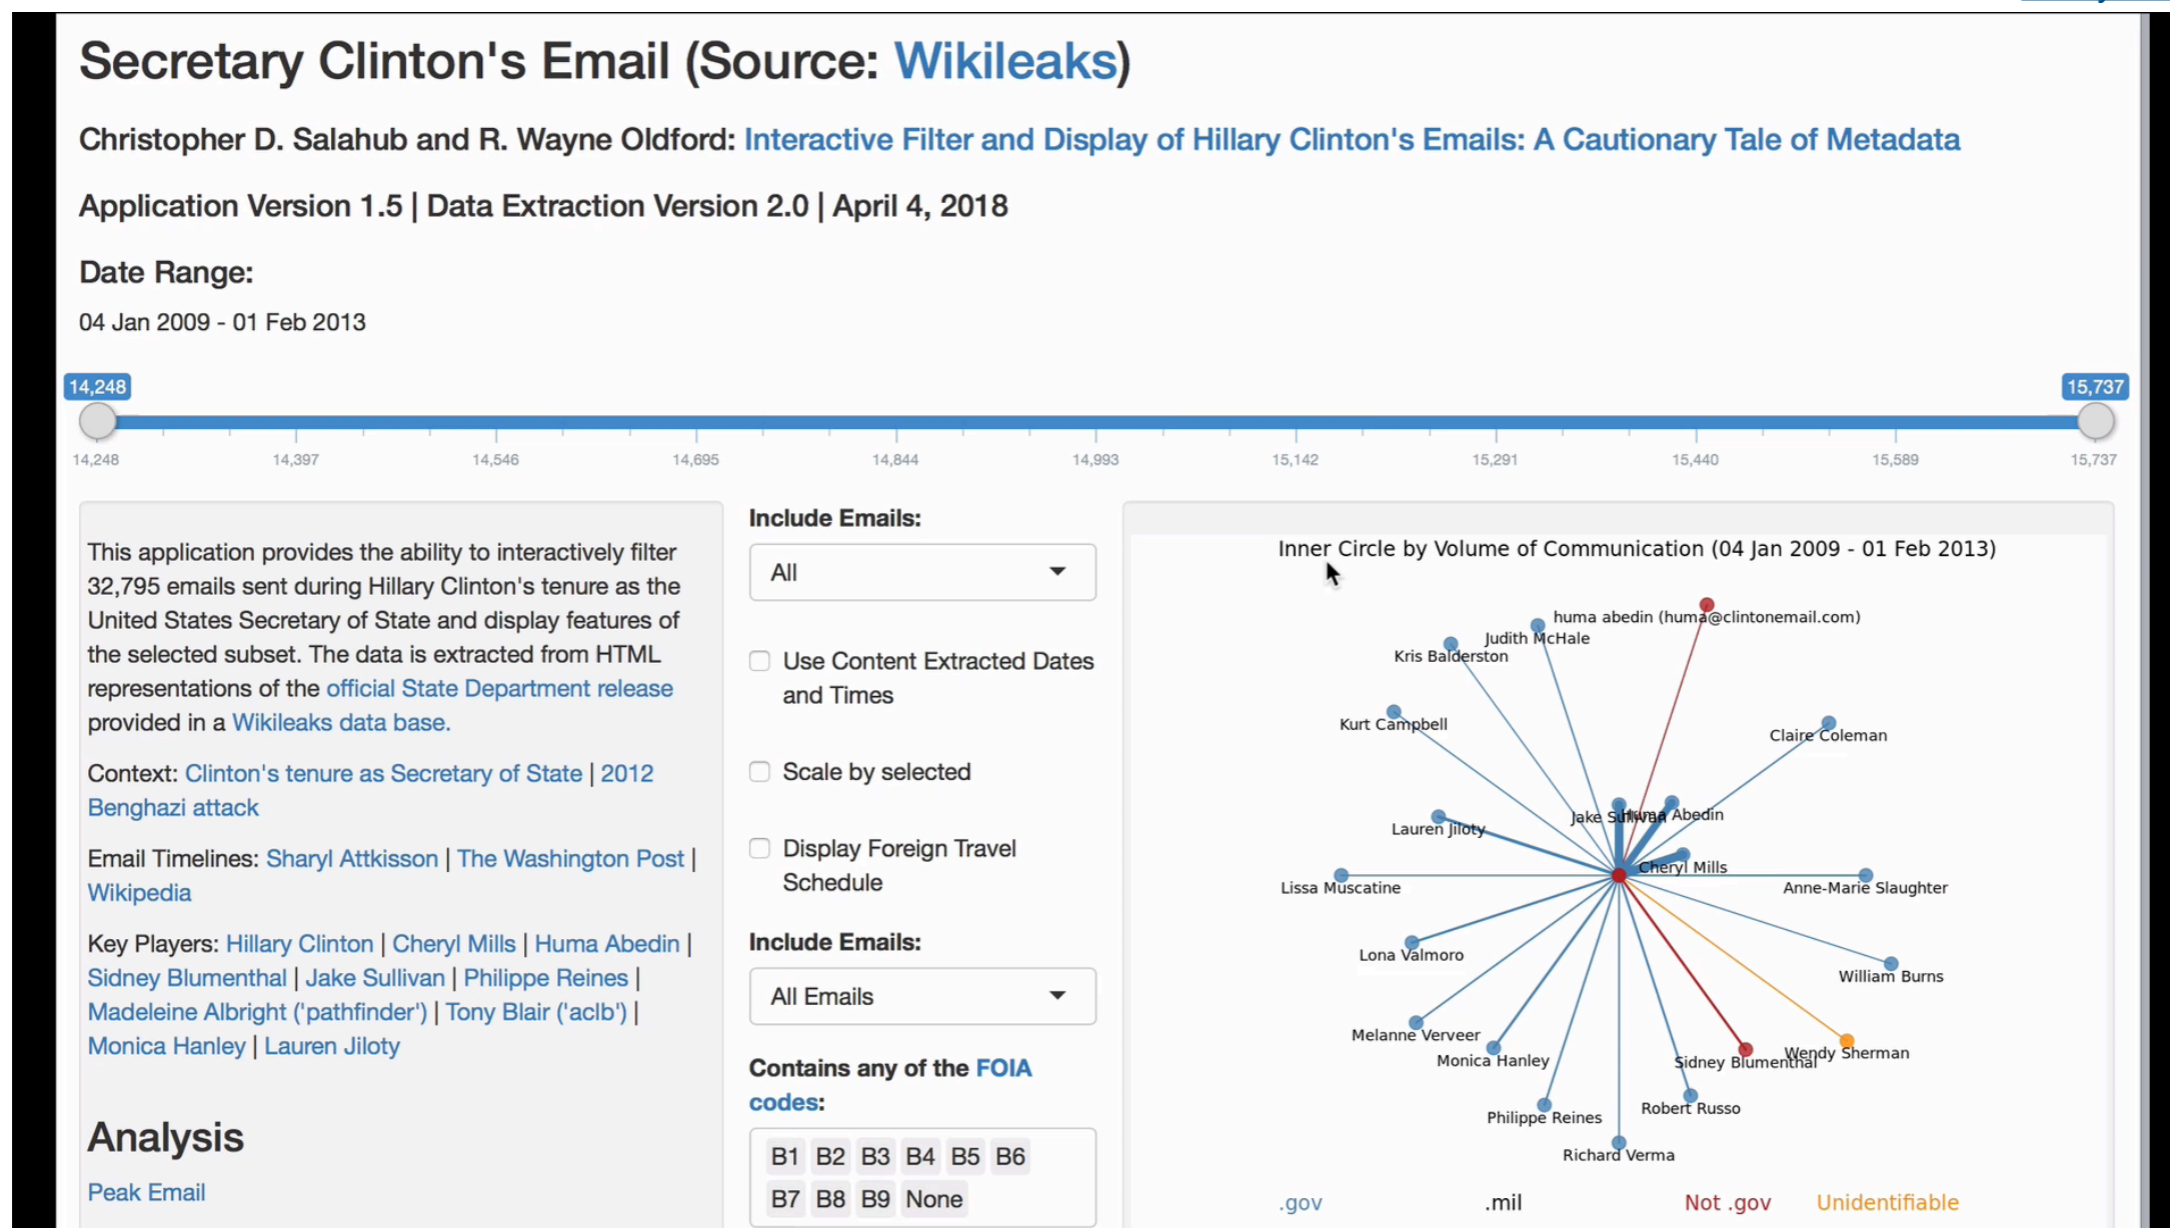 Secretary Clinton's Email (Source: Wikileaks)
Christopher D. Salahub and R. Wayne Oldford: Interactive Filter and Display of Hillary Clinton's Emails: A Cautionary Tale of Metadata
Application Version 1.5 | Data Extraction Version 2.0 | April 4, 2018
Date Range:
04 Jan 2009 - 01 Feb 2013
14,248
15,737
14,248
14,397
14,546
14,695
14,844
14,993
15,142
15,291
15,440
15,589
15,737
This application provides the ability to interactively filter
32,795 emails sent during Hillary Clinton's tenure as the
United States Secretary of State and display features of
the selected subset. The data is extracted from HTML
representations of the official State Department release
provided in a Wikileaks data base.
Context: Clinton's tenure as Secretary of State | 2012
Benghazi attack
Email Timelines: Sharyl Attkisson | The Washington Post |
Wikipedia
Key Players: Hillary Clinton | Cheryl Mills | Huma Abedin |
Sidney Blumenthal | Jake Sullivan | Philippe Reines |
Madeleine Albright ('pathfinder') | Tony Blair ('aclb') |
Monica Hanley | Lauren Jiloty
Analysis
Peak Email
Include Emails:
All
Use Content Extracted Dates
and Times
Scale by selected
Display Foreign Travel
Schedule
Include Emails:
All Emails
Contains any of the FOIA
codes:
B1 B2 B3 B4 B5 B6
B7 B8 B9 None
Inner Circle by Volume of Communication (04 Jan 2009 - 01 Feb 2013)
huma abedin (huma@clintonemail.com)
Judith McHale
Kris Balderston
Kurt Campbell
Claire Coleman
Jake Sullivan
Huma Abedin
Lauren Jiloty
Cheryl Mills
Lissa Muscatine
Anne-Marie Slaughter
Lona Valmoro
William Burns
Melanne Verveer
Monica Hanley
Wendy Sherman
Sidney Blumenthal
Philippe Reines
Robert Russo
Richard Verma
.gov
.mil
Not .gov
Unidentifiable